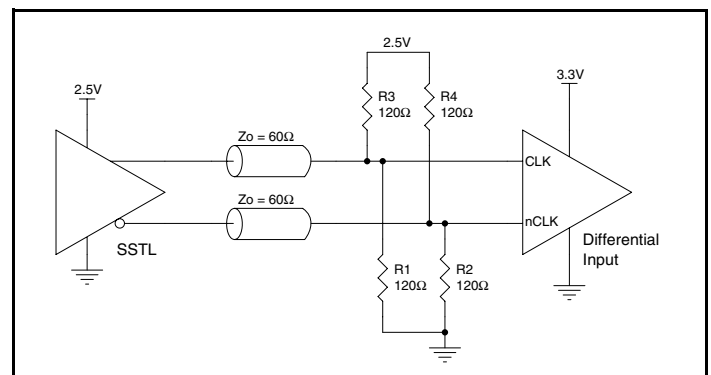 2.5V
2.5V
3.3V
R3
120Ω
R4
120Ω
Zo = 60Ω
CLK
Zo = 60Ω
nCLK
SSTL
Differential
Input
R1
120Ω
R2
120Ω